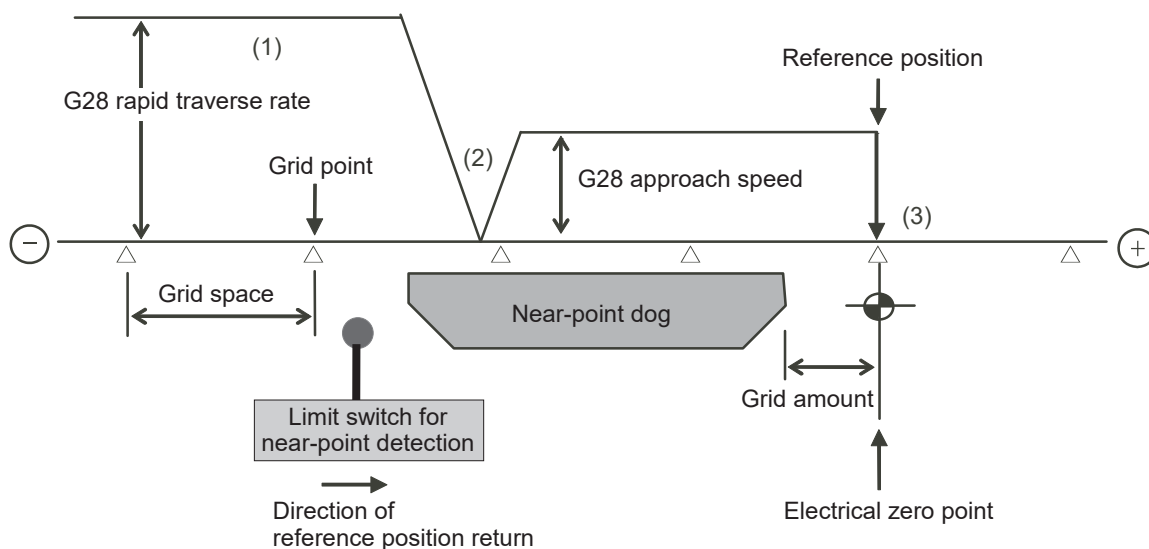 (1)
Reference position
G28 rapid traverse rate
(2)
Grid point
G28 approach speed
(3)
−
+
Grid space
Near-point dog
Grid amount
Limit switch for
near-point detection
Direction of
reference position return
Electrical zero point